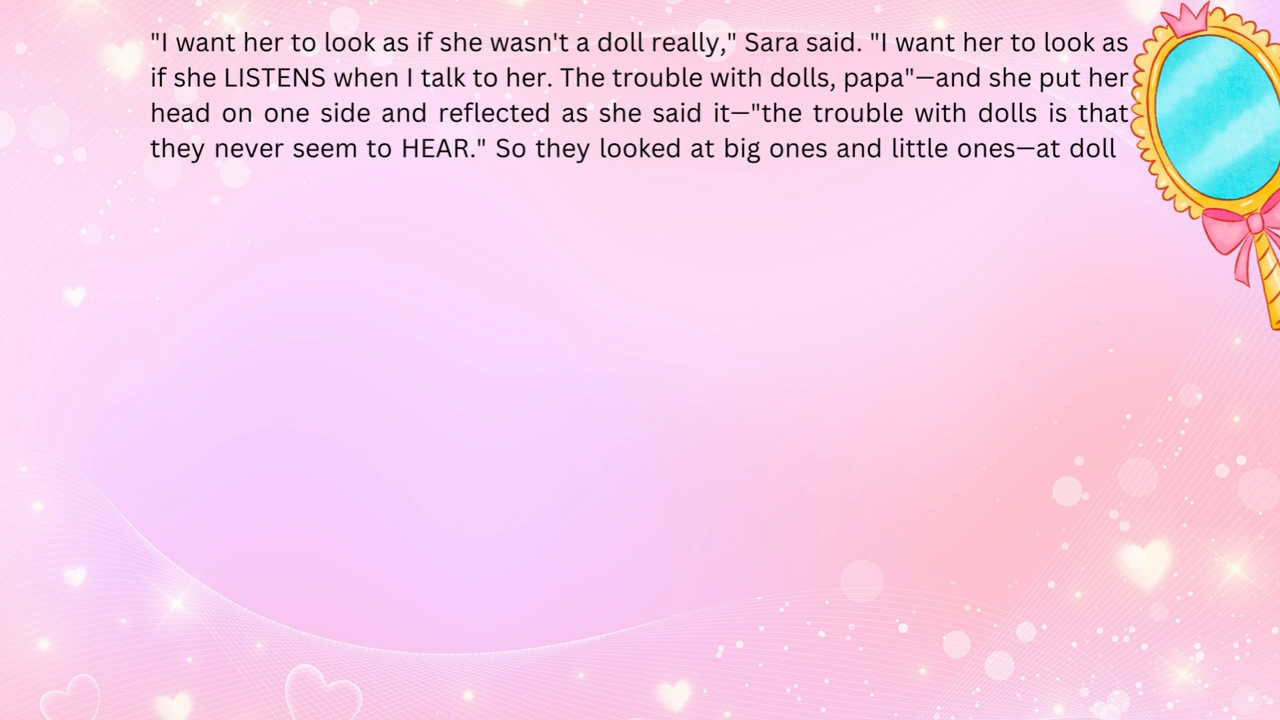 "I want her to look as if she wasn't a doll really," Sara said. "I want her to look as
if she LISTENS when I talk to her. The trouble with dolls, papa"—and she put her
head on one side and reflected as she said it—"the trouble with dolls is that
they never seem to HEAR." So they looked at big ones and little ones—at doll